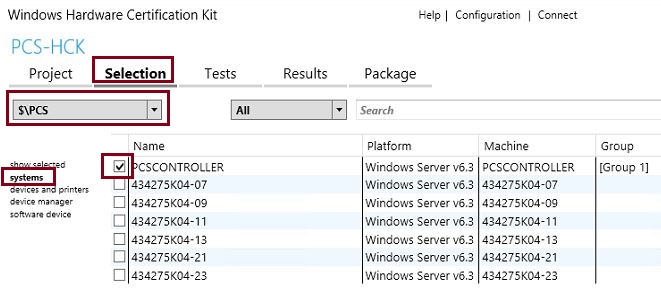 Windows Hardware Certification Kit
Help | Configuration | Connect
PCS-HCK
Project Selection Tests Results Package
$\PCS All Search
show selected
systems
devices and printers
device manager
software device
Name Platform Machine Group
PCSCONTROLLER Windows Server v6.3 PCSCONTROLLER [Group 1]
434275K04-07 Windows Server v6.3 434275K04-07
434275K04-09 Windows Server v6.3 434275K04-09
434275K04-11 Windows Server v6.3 434275K04-11
434275K04-13 Windows Server v6.3 434275K04-13
434275K04-21 Windows Server v6.3 434275K04-21
434275K04-23 Windows Server v6.3 434275K04-23